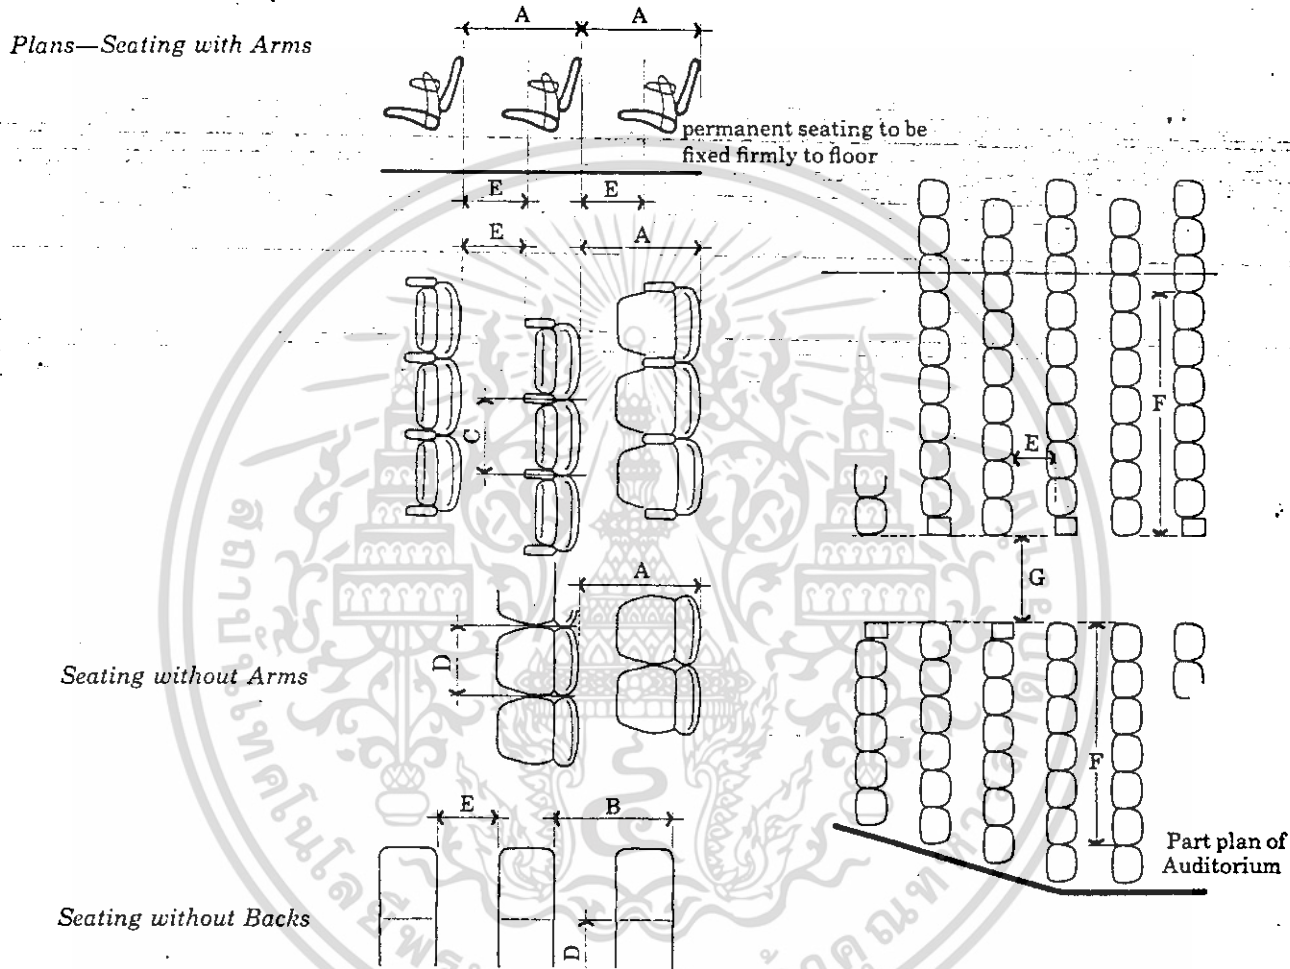 Plans—Seating with Arms
A A
permanent seating to be
fixed firmly to floor
E E
E A
C
F
E
G
A
D
Seating without Arms
F
E B
Part plan of
Auditorium
Seating without Backs
D